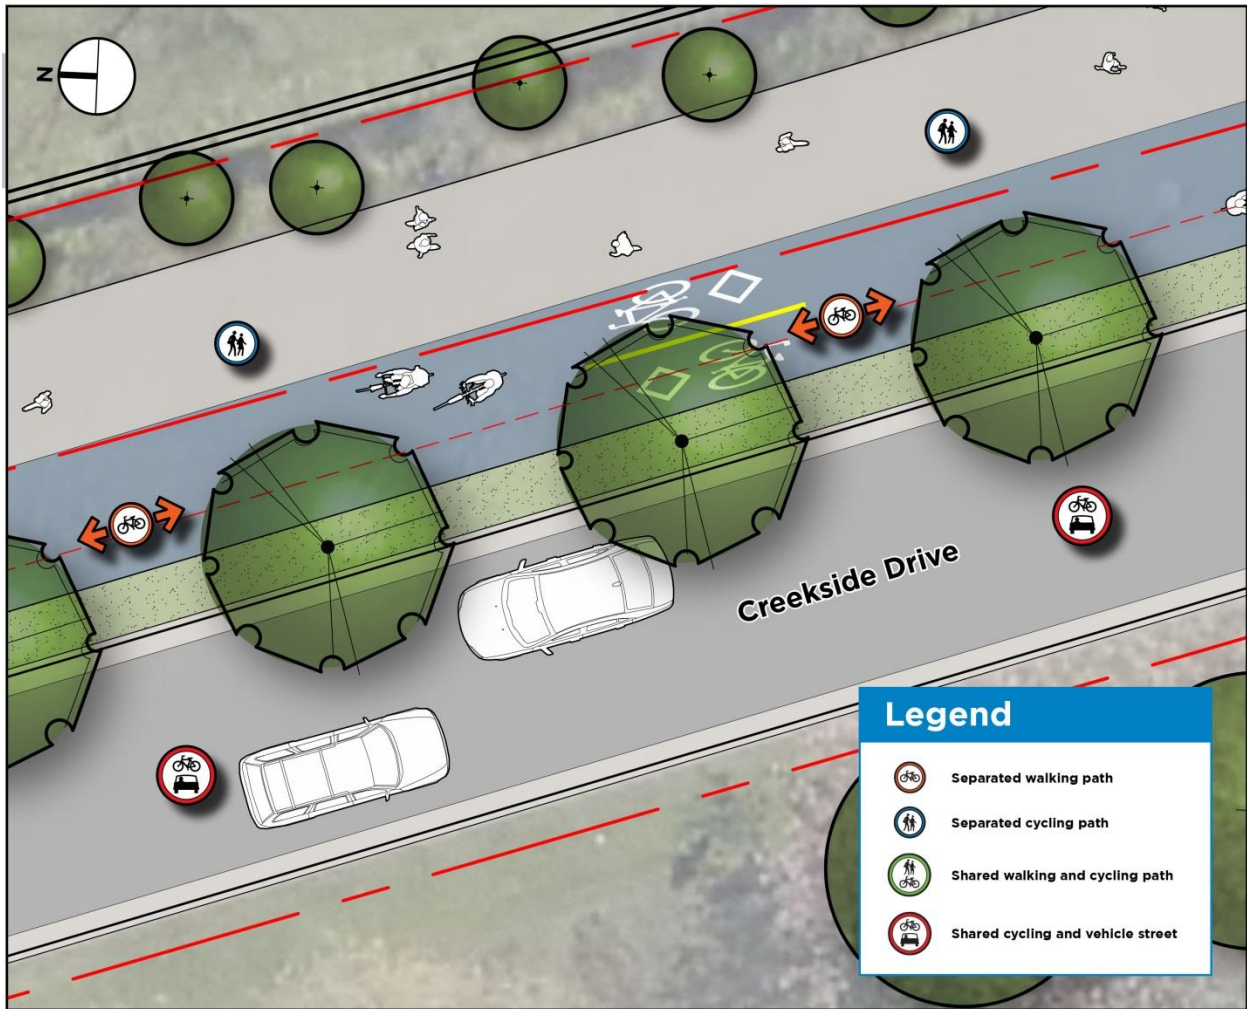 N
Creekside Drive
Legend
Separated walking path
Separated cycling path
Shared walking and cycling path
Shared cycling and vehicle street